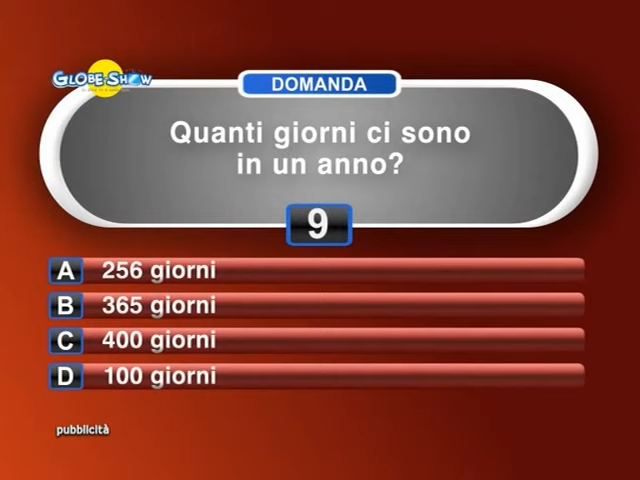 GLOBE-SHOW
DOMANDA
Quanti giorni ci sono
in un anno?
9
A 256 giorni
B 365 giorni
C 400 giorni
D 100 giorni
pubblicità